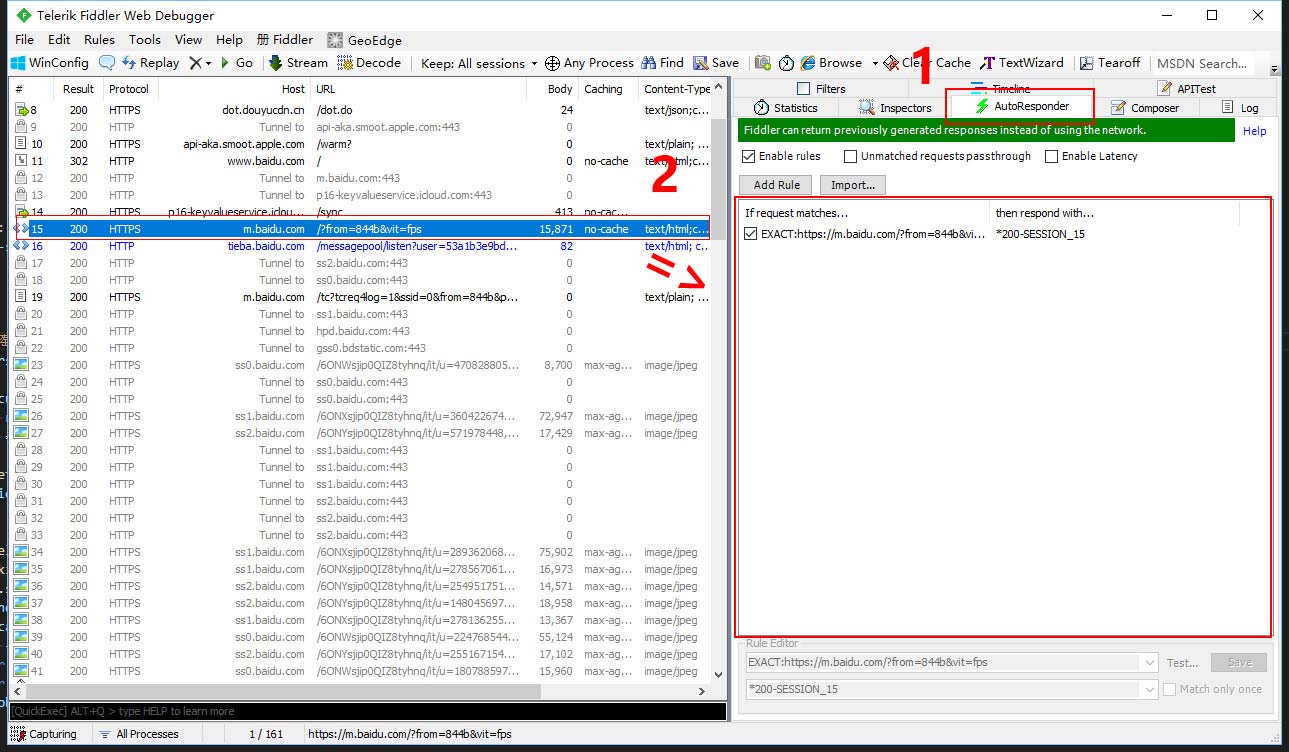 Telerik Fiddler Web Debugger
File Edit Rules Tools View Help Fiddler GeoEdge
WinConfig Replay Go Stream Decode Keep: All sessions Any Process Find Save Browse Clear Cache TextWizard Tearoff MSDN Search...
1
# Result Protocol Host URL Body Caching Content-Type
8 200 HTTPS dot.douyucdn.cn /dot.do 24 text/json;c...
9 200 HTTP Tunnel to api-aka.smoot.apple.com:443 0
10 200 HTTPS api-aka.smoot.apple.com /warm? 0 text/plain; ...
11 302 HTTP www.baidu.com / 0 no-cache text/html;c...
12 200 HTTP Tunnel to m.baidu.com:443 0
13 200 HTTP Tunnel to p16-keyvalueservice.icloud.com:443 0
2
14 200 HTTPS p16-keyvalueservice.iclou... /sync 413 no-cac...
15 200 HTTPS m.baidu.com /?from=844b&vit=fps 15,871 no-cache text/html;c...
16 200 HTTP tieba.baidu.com /messagepool/listen?user=53a1b3e9bd... 82 text/html; c...
17 200 HTTP Tunnel to ss2.baidu.com:443 0
18 200 HTTP Tunnel to ss0.baidu.com:443 0
19 200 HTTPS m.baidu.com /tc?tcreq4log=1&ssid=0&from=844b&p... 0 text/plain; ...
20 200 HTTP Tunnel to ss1.baidu.com:443 0
21 200 HTTP Tunnel to hpd.baidu.com:443 0
22 200 HTTP Tunnel to gss0.bdstatic.com:443 0
23 200 HTTPS ss0.baidu.com /6ONWsjip0QIZ8tyhnq/it/u=470828805... 8,700 max-ag... image/jpeg
24 200 HTTP Tunnel to ss0.baidu.com:443 0
25 200 HTTP Tunnel to ss0.baidu.com:443 0
26 200 HTTPS ss1.baidu.com /6ONXsjip0QIZ8tyhnq/it/u=360422674... 72,947 max-ag... image/jpeg
27 200 HTTPS ss2.baidu.com /6ONYsjip0QIZ8tyhnq/it/u=571978448,... 17,429 max-ag... image/jpeg
28 200 HTTP Tunnel to ss1.baidu.com:443 0
29 200 HTTP Tunnel to ss1.baidu.com:443 0
30 200 HTTP Tunnel to ss1.baidu.com:443 0
31 200 HTTP Tunnel to ss2.baidu.com:443 0
32 200 HTTP Tunnel to ss2.baidu.com:443 0
33 200 HTTP Tunnel to ss2.baidu.com:443 0
34 200 HTTPS ss1.baidu.com /6ONXsjip0QIZ8tyhnq/it/u=289362068... 75,902 max-ag... image/jpeg
35 200 HTTPS ss1.baidu.com /6ONXsjip0QIZ8tyhnq/it/u=278567061... 16,973 max-ag... image/jpeg
36 200 HTTPS ss2.baidu.com /6ONYsjip0QIZ8tyhnq/it/u=254951751... 14,571 max-ag... image/jpeg
37 200 HTTPS ss2.baidu.com /6ONYsjip0QIZ8tyhnq/it/u=148045697... 18,958 max-ag... image/jpeg
38 200 HTTPS ss1.baidu.com /6ONXsjip0QIZ8tyhnq/it/u=278136255... 13,367 max-ag... image/jpeg
39 200 HTTPS ss0.baidu.com /6ONWsjip0QIZ8tyhnq/it/u=224768544... 55,124 max-ag... image/jpeg
40 200 HTTPS ss2.baidu.com /6ONYsjip0QIZ8tyhnq/it/u=255167154... 17,102 max-ag... image/jpeg
41 200 HTTPS ss0.baidu.com /6ONWsjip0QIZ8tyhnq/it/u=180788597... 15,960 max-ag... image/jpeg
[QuickExec] ALT+Q > type HELP to learn more
Filters Timeline APITest
Statistics Inspectors AutoResponder Composer Log
Fiddler can return previously generated responses instead of using the network. Help
Enable rules Unmatched requests passthrough Enable Latency
Add Rule Import...
If request matches... then respond with...
EXACT:https://m.baidu.com/?from=844b&vi... *200-SESSION_15
Rule Editor
EXACT:https://m.baidu.com/?from=844b&vit=fps Test... Save
*200-SESSION_15 Match only once
Capturing All Processes 1 / 161 https://m.baidu.com/?from=844b&vit=fps